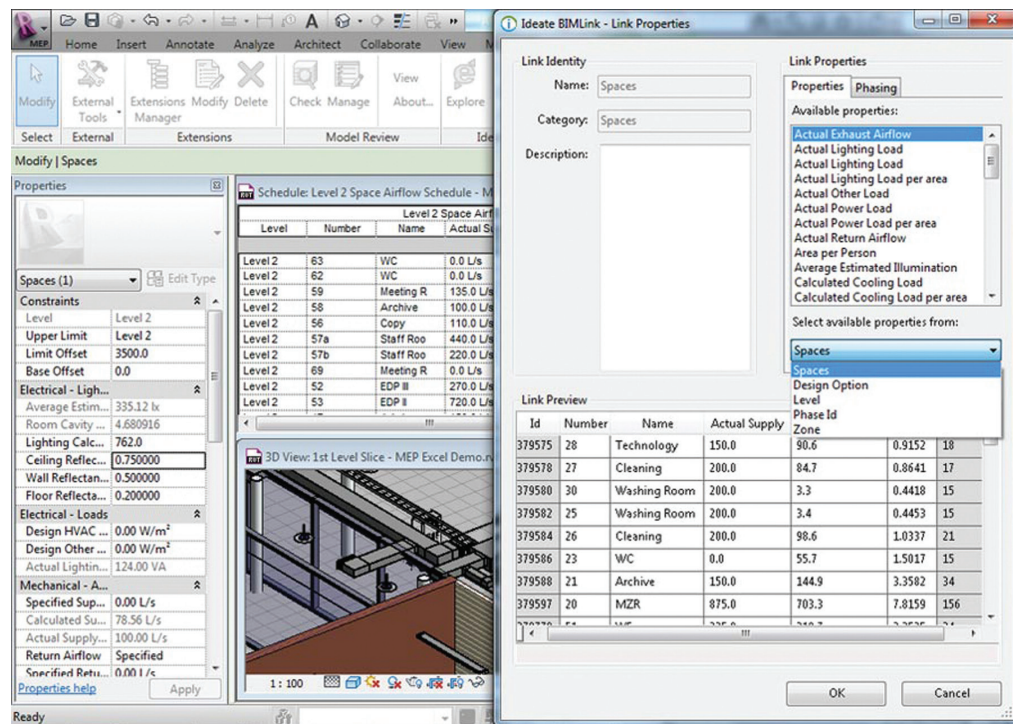 MEP
Home Insert Annotate Analyze Architect Collaborate View M
Modify
External Tools
Extensions Manager
Modify Delete
Check Manage
View
About...
Explore
Select External Extensions Model Review Ide
Modify | Spaces
Properties
Spaces (1) Edit Type
Constraints
Level Level 2
Upper Limit Level 2
Limit Offset 3500.0
Base Offset 0.0
Electrical - Ligh...
Average Estim... 335.12 lx
Room Cavity ... 4.680916
Lighting Calc... 762.0
Ceiling Reflec... 0.750000
Wall Reflectan... 0.500000
Floor Reflecta... 0.200000
Electrical - Loads
Design HVAC ... 0.00 W/m²
Design Other ... 0.00 W/m²
Actual Lightin... 124.00 VA
Mechanical - A...
Specified Sup... 0.00 L/s
Calculated Su... 78.56 L/s
Actual Supply... 100.00 L/s
Return Airflow Specified
Specified Retu... 0.00 L/s
Properties help Apply
Ready
Schedule: Level 2 Space Airflow Schedule - M
Level 2 Space Airf
Level Number Name Actual Su
Level 2 63 WC 0.0 L/s
Level 2 62 WC 0.0 L/s
Level 2 59 Meeting R 135.0 L/s
Level 2 58 Archive 100.0 L/s
Level 2 56 Copy 110.0 L/s
Level 2 57a Staff Roo 440.0 L/s
Level 2 57b Staff Roo 220.0 L/s
Level 2 69 Meeting R 0.0 L/s
Level 2 52 EDP III 270.0 L/s
Level 2 53 EDP II 720.0 L/s
3D View: 1st Level Slice - MEP Excel Demo.rv
1 : 100
Ideate BIMLink - Link Properties
Link Identity
Name: Spaces
Category: Spaces
Description:
Link Properties
Properties Phasing
Available properties:
Actual Exhaust Airflow
Actual Lighting Load
Actual Lighting Load
Actual Lighting Load per area
Actual Other Load
Actual Power Load
Actual Power Load per area
Actual Return Airflow
Area per Person
Average Estimated Illumination
Calculated Cooling Load
Calculated Cooling Load per area
Select available properties from:
Spaces
Spaces
Design Option
Level
Phase Id
Zone
Link Preview
Id Number Name Actual Supply
379575 28 Technology 150.0 90.6 0.9152 18
379578 27 Cleaning 200.0 84.7 0.8641 17
379580 30 Washing Room 200.0 3.3 0.4418 15
379582 25 Washing Room 200.0 3.4 0.4453 15
379584 26 Cleaning 200.0 98.6 1.0337 21
379586 23 WC 0.0 55.7 1.5017 15
379588 21 Archive 150.0 144.9 3.3582 34
379597 20 MZR 875.0 703.3 7.8159 156
OK Cancel